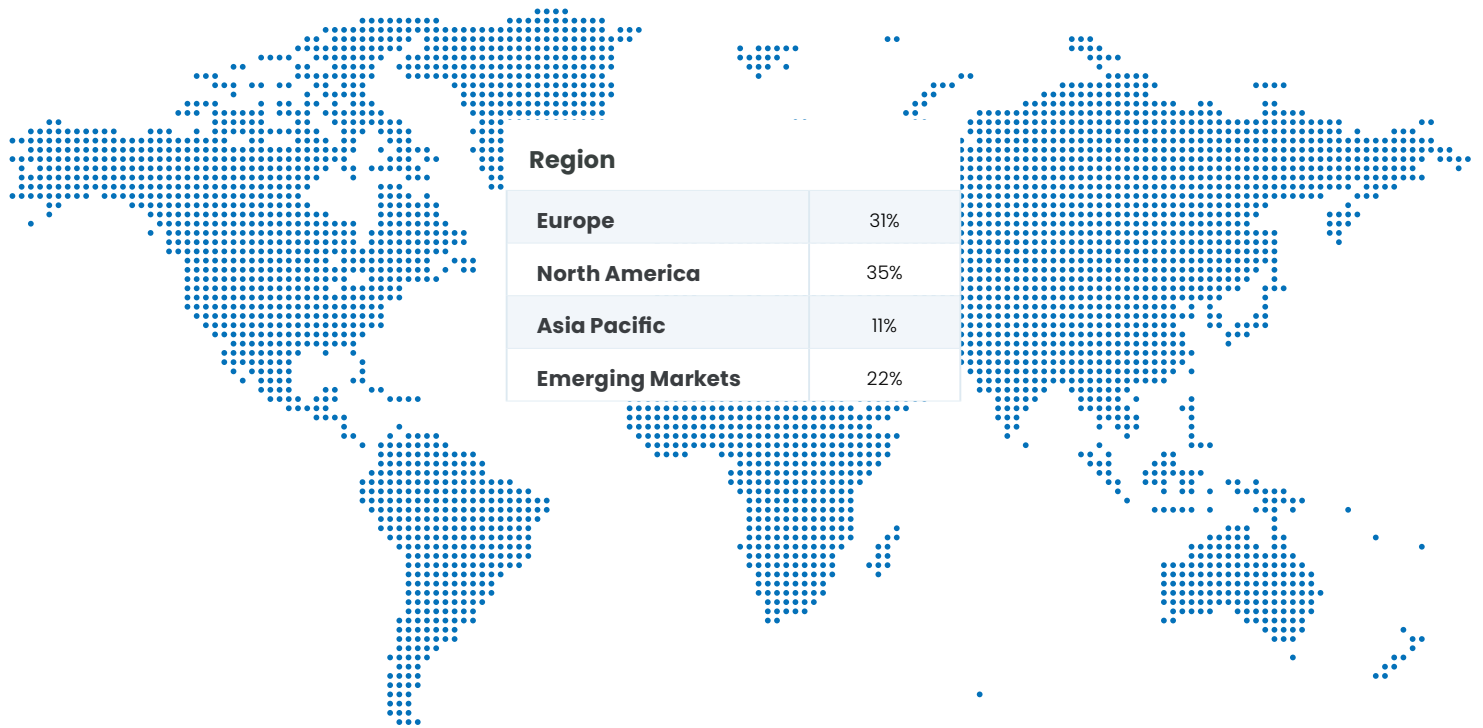 Region
Europe 31%
North America 35%
Asia Pacific 11%
Emerging Markets 22%